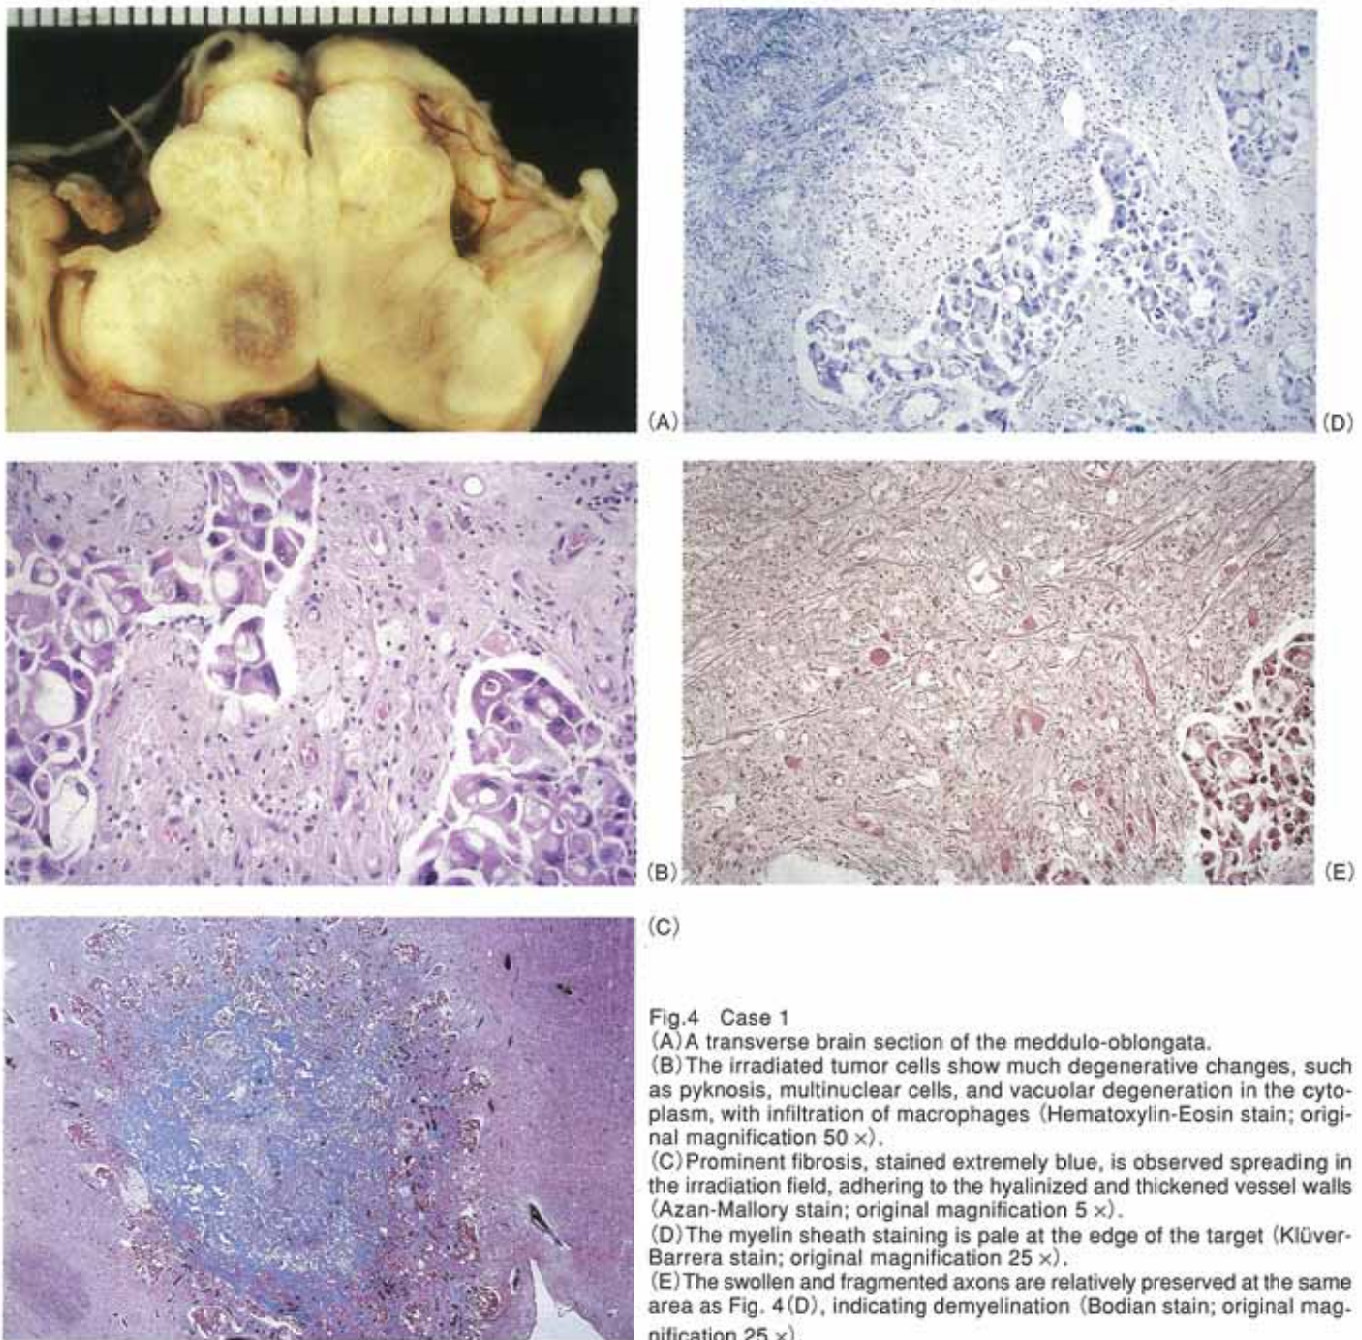 (A)
(D)
(B)
(E)
(C)
Fig.4 Case 1
(A)A transverse brain section of the meddulo-oblongata.
(B)The irradiated tumor cells show much degenerative changes, such
as pyknosis, multinuclear cells, and vacuolar degeneration in the cyto-
plasm, with infiltration of macrophages (Hematoxylin-Eosin stain; origi-
nal magnification 50 ×).
(C)Prominent fibrosis, stained extremely blue, is observed spreading in
the irradiation field, adhering to the hyalinized and thickened vessel walls
(Azan-Mallory stain; original magnification 5 ×).
(D)The myelin sheath staining is pale at the edge of the target (Klüver-
Barrera stain; original magnification 25 ×).
(E)The swollen and fragmented axons are relatively preserved at the same
area as Fig. 4(D), indicating demyelination (Bodian stain; original mag-
nification 25 ×).